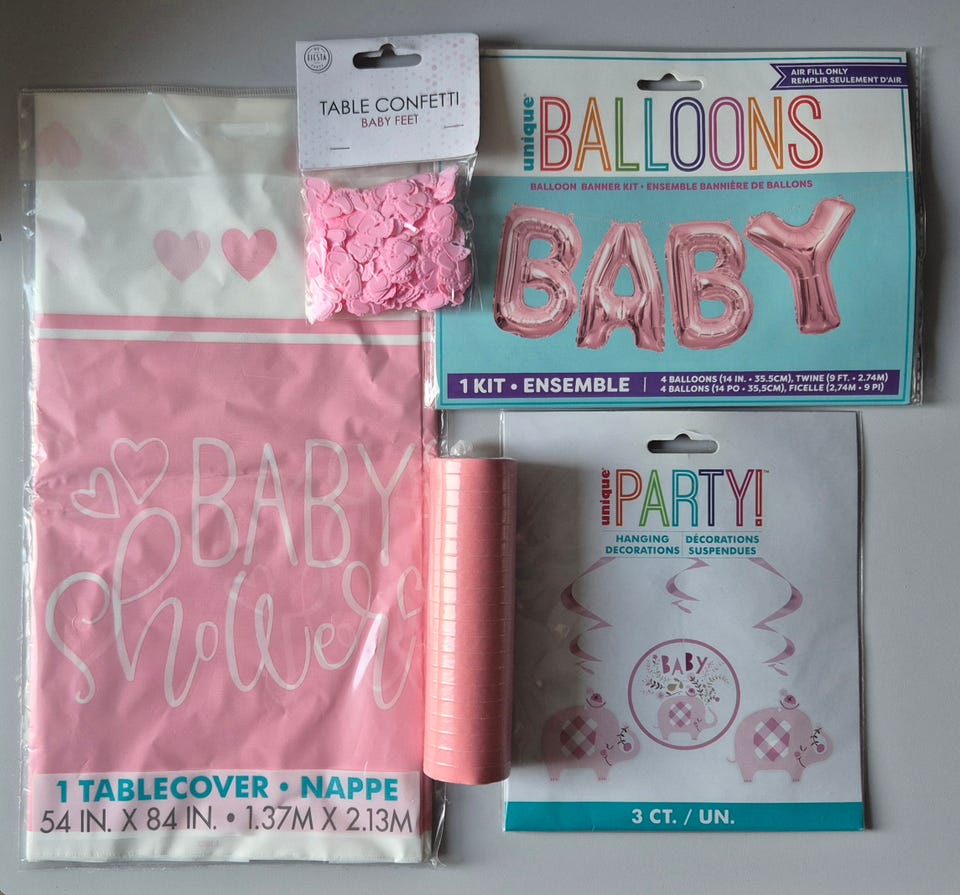 FIESTA
TABLE CONFETTI
BABY FEET
AIR FILL ONLY
REMPLIR SEULEMENT D'AIR
unique
BALLOONS
BALLOON BANNER KIT • ENSEMBLE BANNIÈRE DE BALLONS
BABY
1 KIT • ENSEMBLE
4 BALLOONS (14 IN. • 35.5CM), TWINE (9 FT. • 2.74M)
4 BALLONS (14 PO • 35,5CM), FICELLE (2,74M • 9 PI)
BABY
shower
1 TABLECOVER • NAPPE
54 IN. X 84 IN. • 1.37M X 2.13M
unique
PARTY!™
HANGING
DECORATIONS
DÉCORATIONS
SUSPENDUES
BABY
3 CT. / UN.